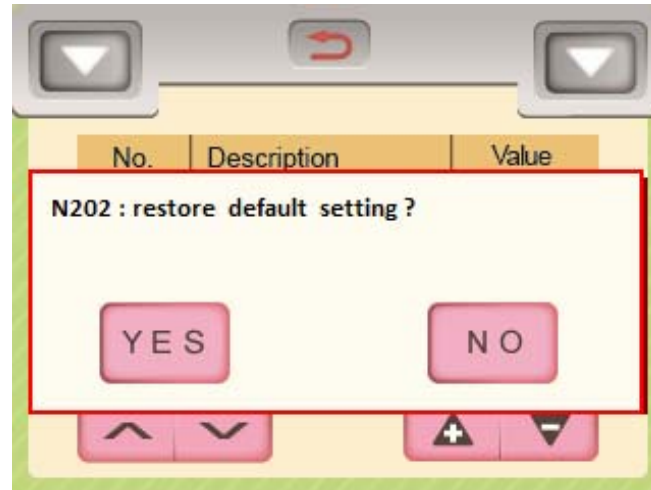 No. Description Value
N202 : restore default setting ?
YES NO